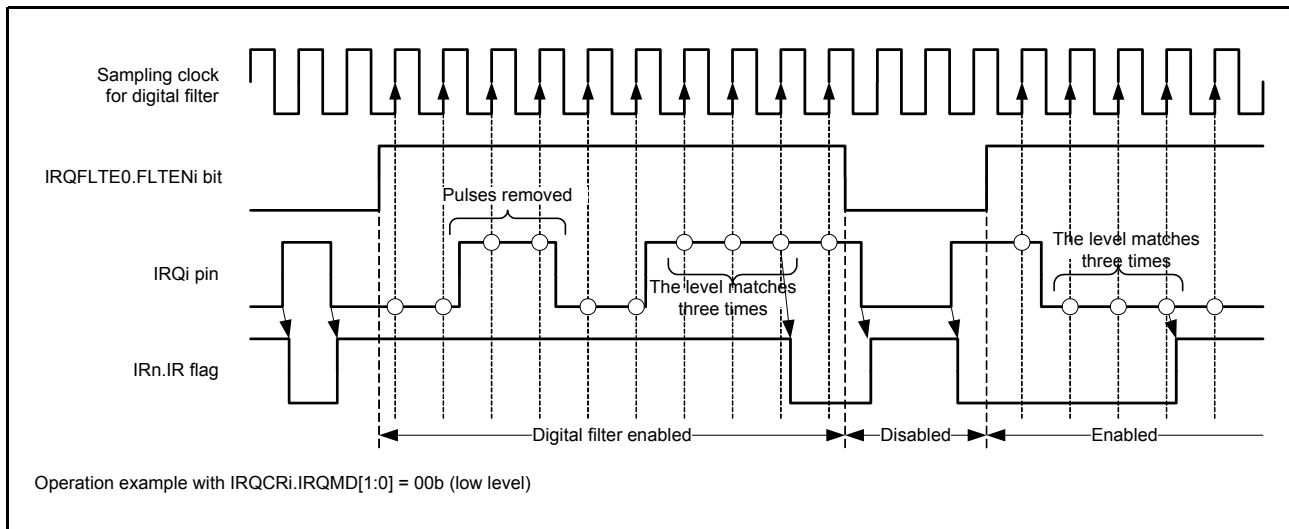 Sampling clock
for digital filter
IRQFLTE0.FLTENi bit
Pulses removed
The level matches
three times
IRQi pin
The level matches
three times
IRn.IR flag
Digital filter enabled
Disabled
Enabled
Operation example with IRQCRi.IRQMD[1:0] = 00b (low level)